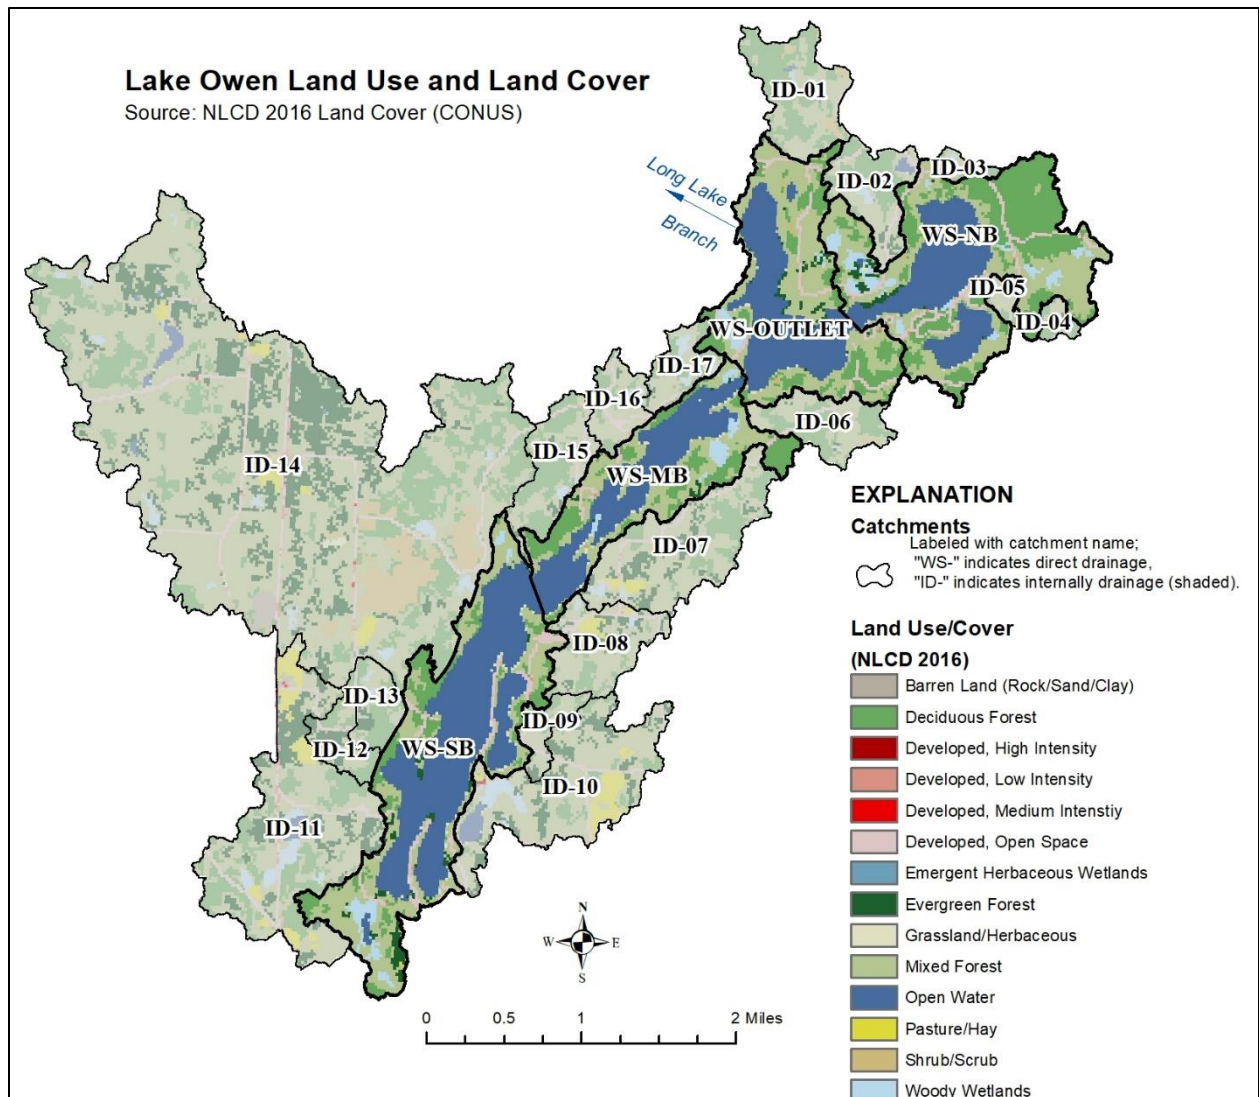 Lake Owen Land Use and Land Cover
Source: NLCD 2016 Land Cover (CONUS)
ID-01
Long Lake
Branch
ID-02
ID-03
WS-NB
ID-05
ID-04
WS-OUTLET
ID-17
ID-16
ID-06
ID-15
ID-14
WS-MB
ID-07
ID-08
ID-13
ID-09
ID-12
WS-SB
ID-10
ID-11
N
W E
S
0 0.5 1 2 Miles
EXPLANATION
Catchments
Labeled with catchment name;
"WS-" indicates direct drainage,
"ID-" indicates internally drainage (shaded).
Land Use/Cover
(NLCD 2016)
Barren Land (Rock/Sand/Clay)
Deciduous Forest
Developed, High Intensity
Developed, Low Intensity
Developed, Medium Intenstiy
Developed, Open Space
Emergent Herbaceous Wetlands
Evergreen Forest
Grassland/Herbaceous
Mixed Forest
Open Water
Pasture/Hay
Shrub/Scrub
Woody Wetlands